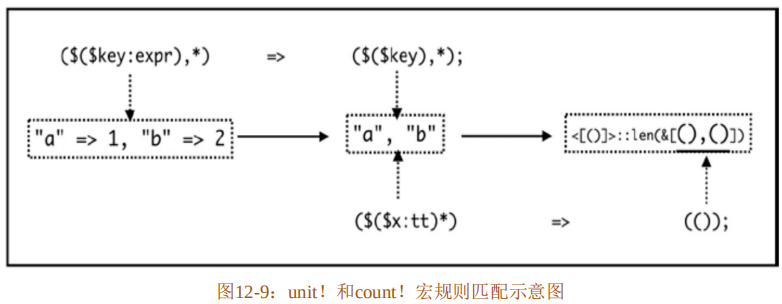 ($($key:expr),*) => ($($key),*);
"a" => 1, "b" => 2 "a", "b" <[()]>::len(&[(),()])
($($x:tt)*) => (());
图12-9：unit！和count！宏规则匹配示意图